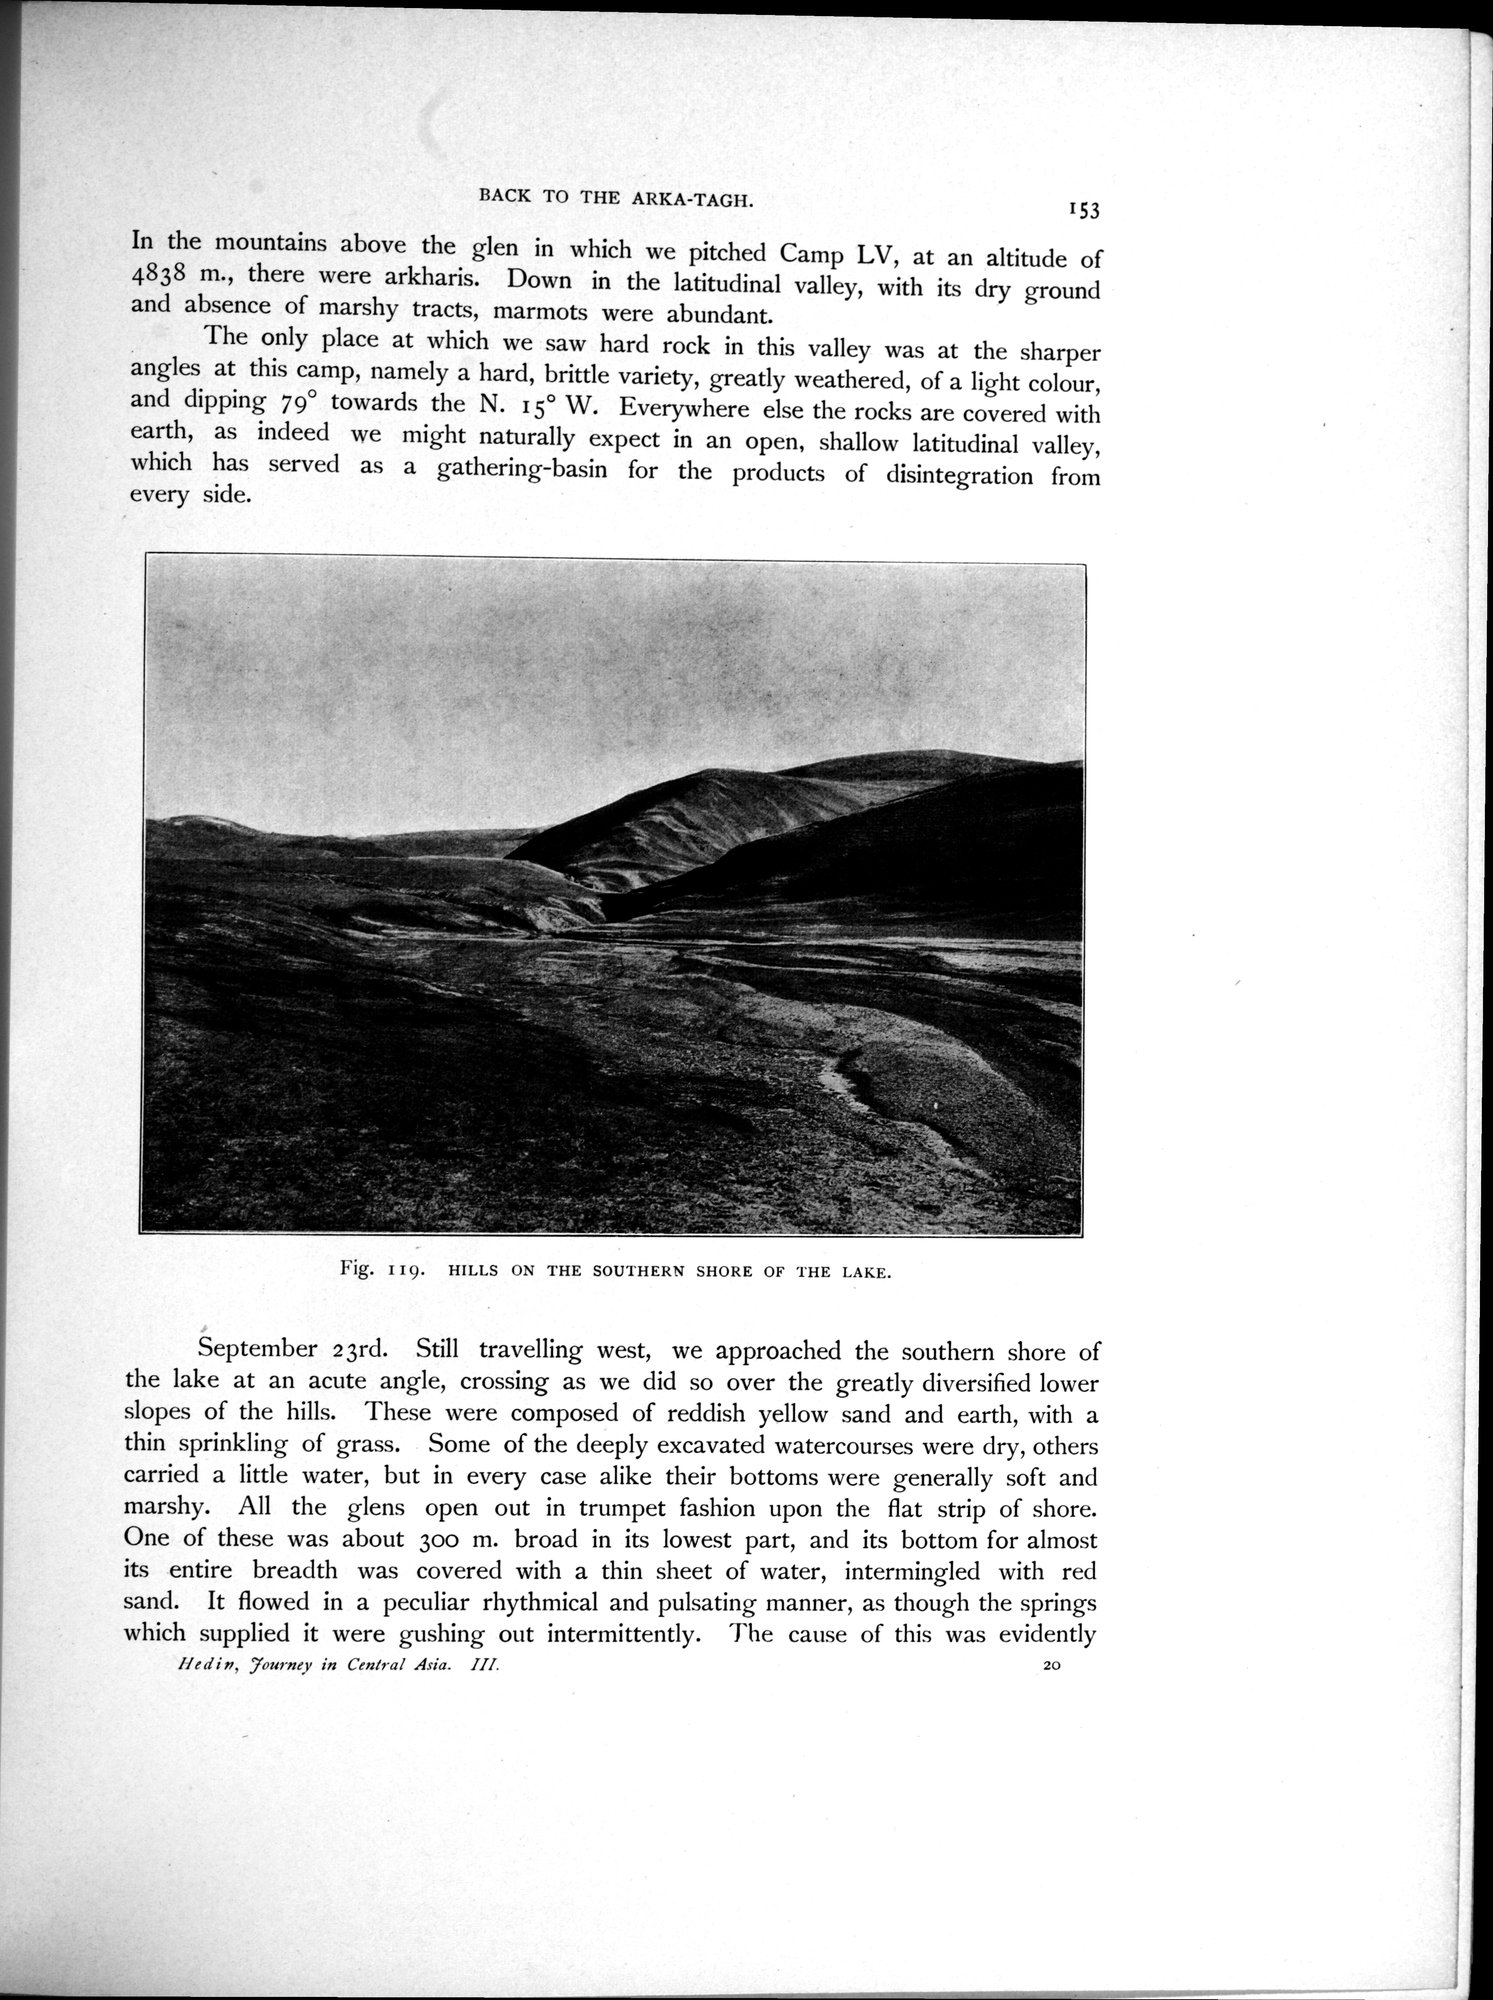 BACK TO THE ARKA-TAGH.
153
In the mountains above the glen in which we pitched Camp LV, at an altitude of
4838 m., there were arkharis. Down in the latitudinal valley, with its dry ground
and absence of marshy tracts, marmots were abundant.
The only place at which we saw hard rock in this valley was at the sharper
angles at this camp, namely a hard, brittle variety, greatly weathered, of a light colour,
and dipping 79° towards the N. 15° W. Everywhere else the rocks are covered with
earth, as indeed we might naturally expect in an open, shallow latitudinal valley,
which has served as a gathering-basin for the products of disintegration from
every side.
Fig. 119. HILLS ON THE SOUTHERN SHORE OF THE LAKE.
September 23rd. Still travelling west, we approached the southern shore of
the lake at an acute angle, crossing as we did so over the greatly diversified lower
slopes of the hills. These were composed of reddish yellow sand and earth, with a
thin sprinkling of grass. Some of the deeply excavated watercourses were dry, others
carried a little water, but in every case alike their bottoms were generally soft and
marshy. All the glens open out in trumpet fashion upon the flat strip of shore.
One of these was about 300 m. broad in its lowest part, and its bottom for almost
its entire breadth was covered with a thin sheet of water, intermingled with red
sand. It flowed in a peculiar rhythmical and pulsating manner, as though the springs
which supplied it were gushing out intermittently. The cause of this was evidently
Hedin, Journey in Central Asia. III.
20